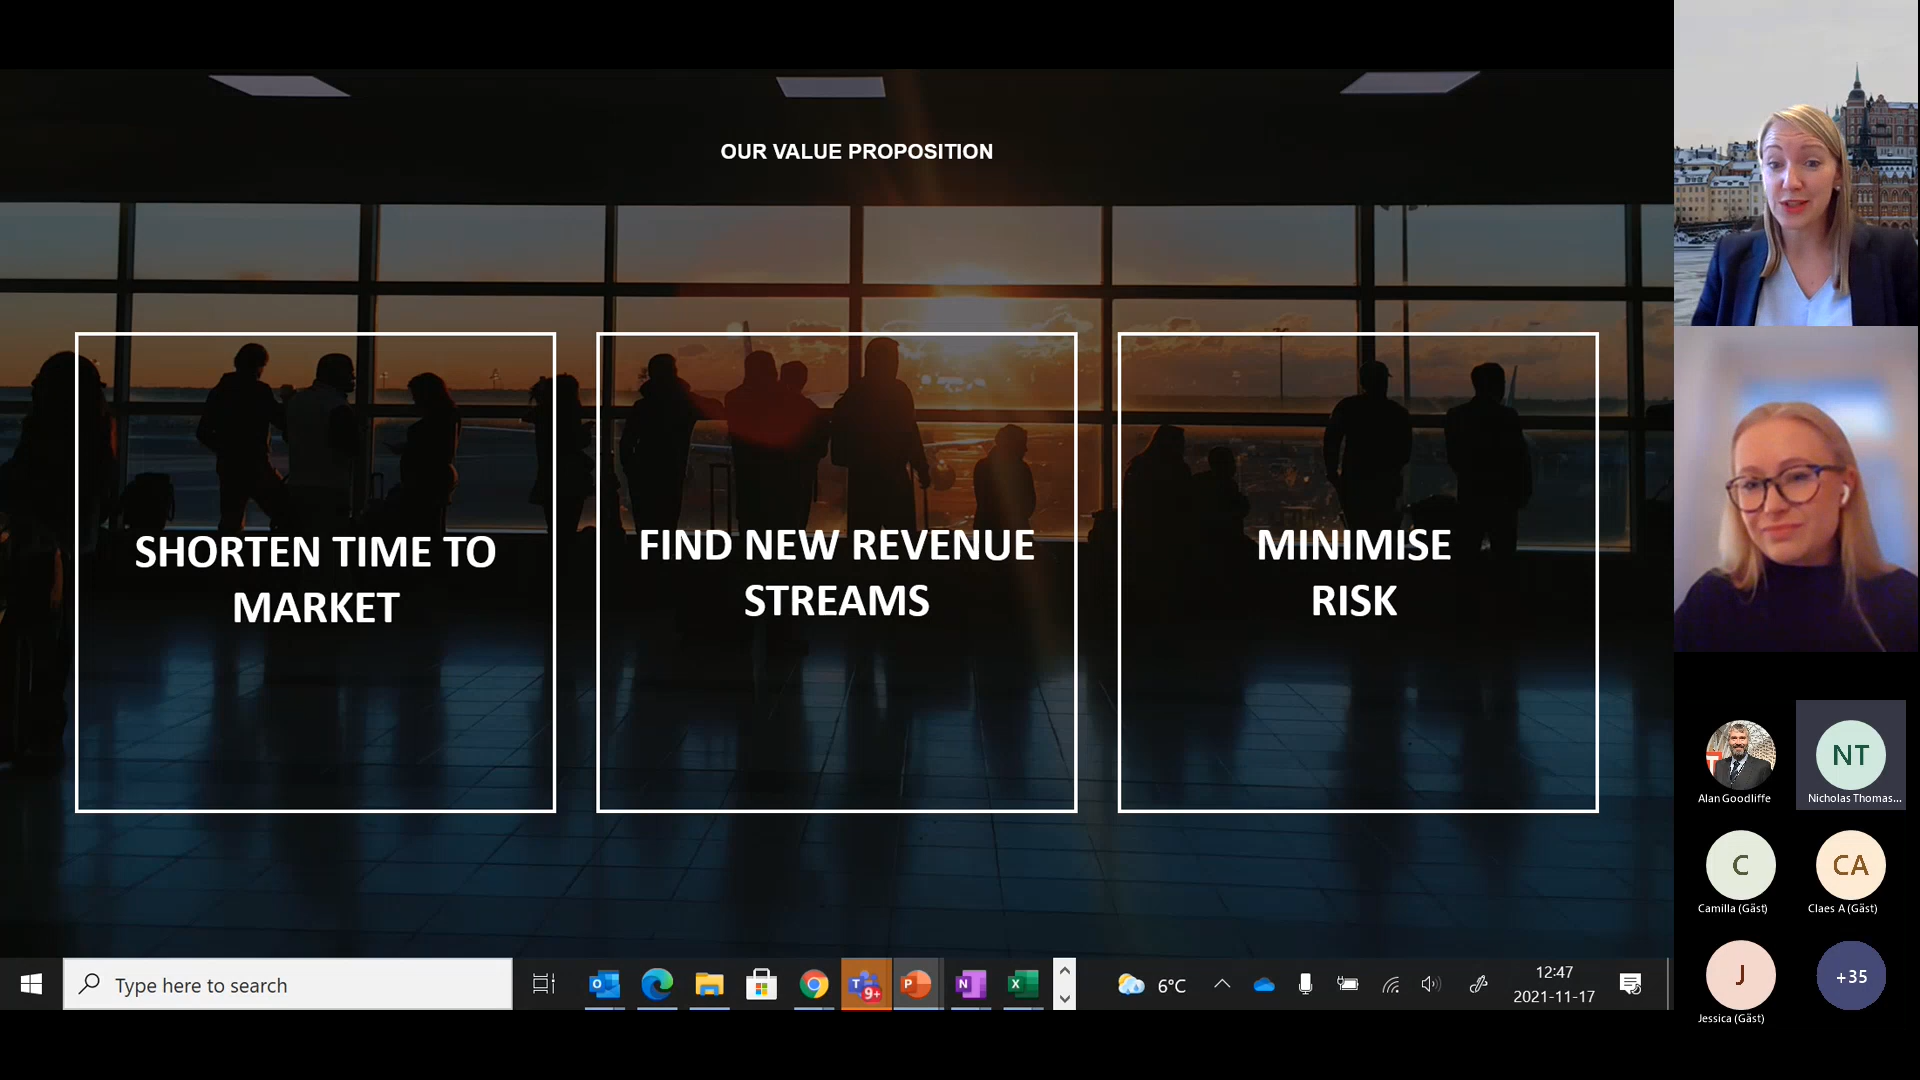 OUR VALUE PROPOSITION
SHORTEN TIME TO
MARKET
FIND NEW REVENUE
STREAMS
MINIMISE
RISK
NT
Alan Goodliffe
Nicholas Thomas...
C
CA
Camilla (Gäst)
Claes A (Gäst)
J
+35
Jessica (Gäst)
Type here to search
9+
6°C
12:47
2021-11-17